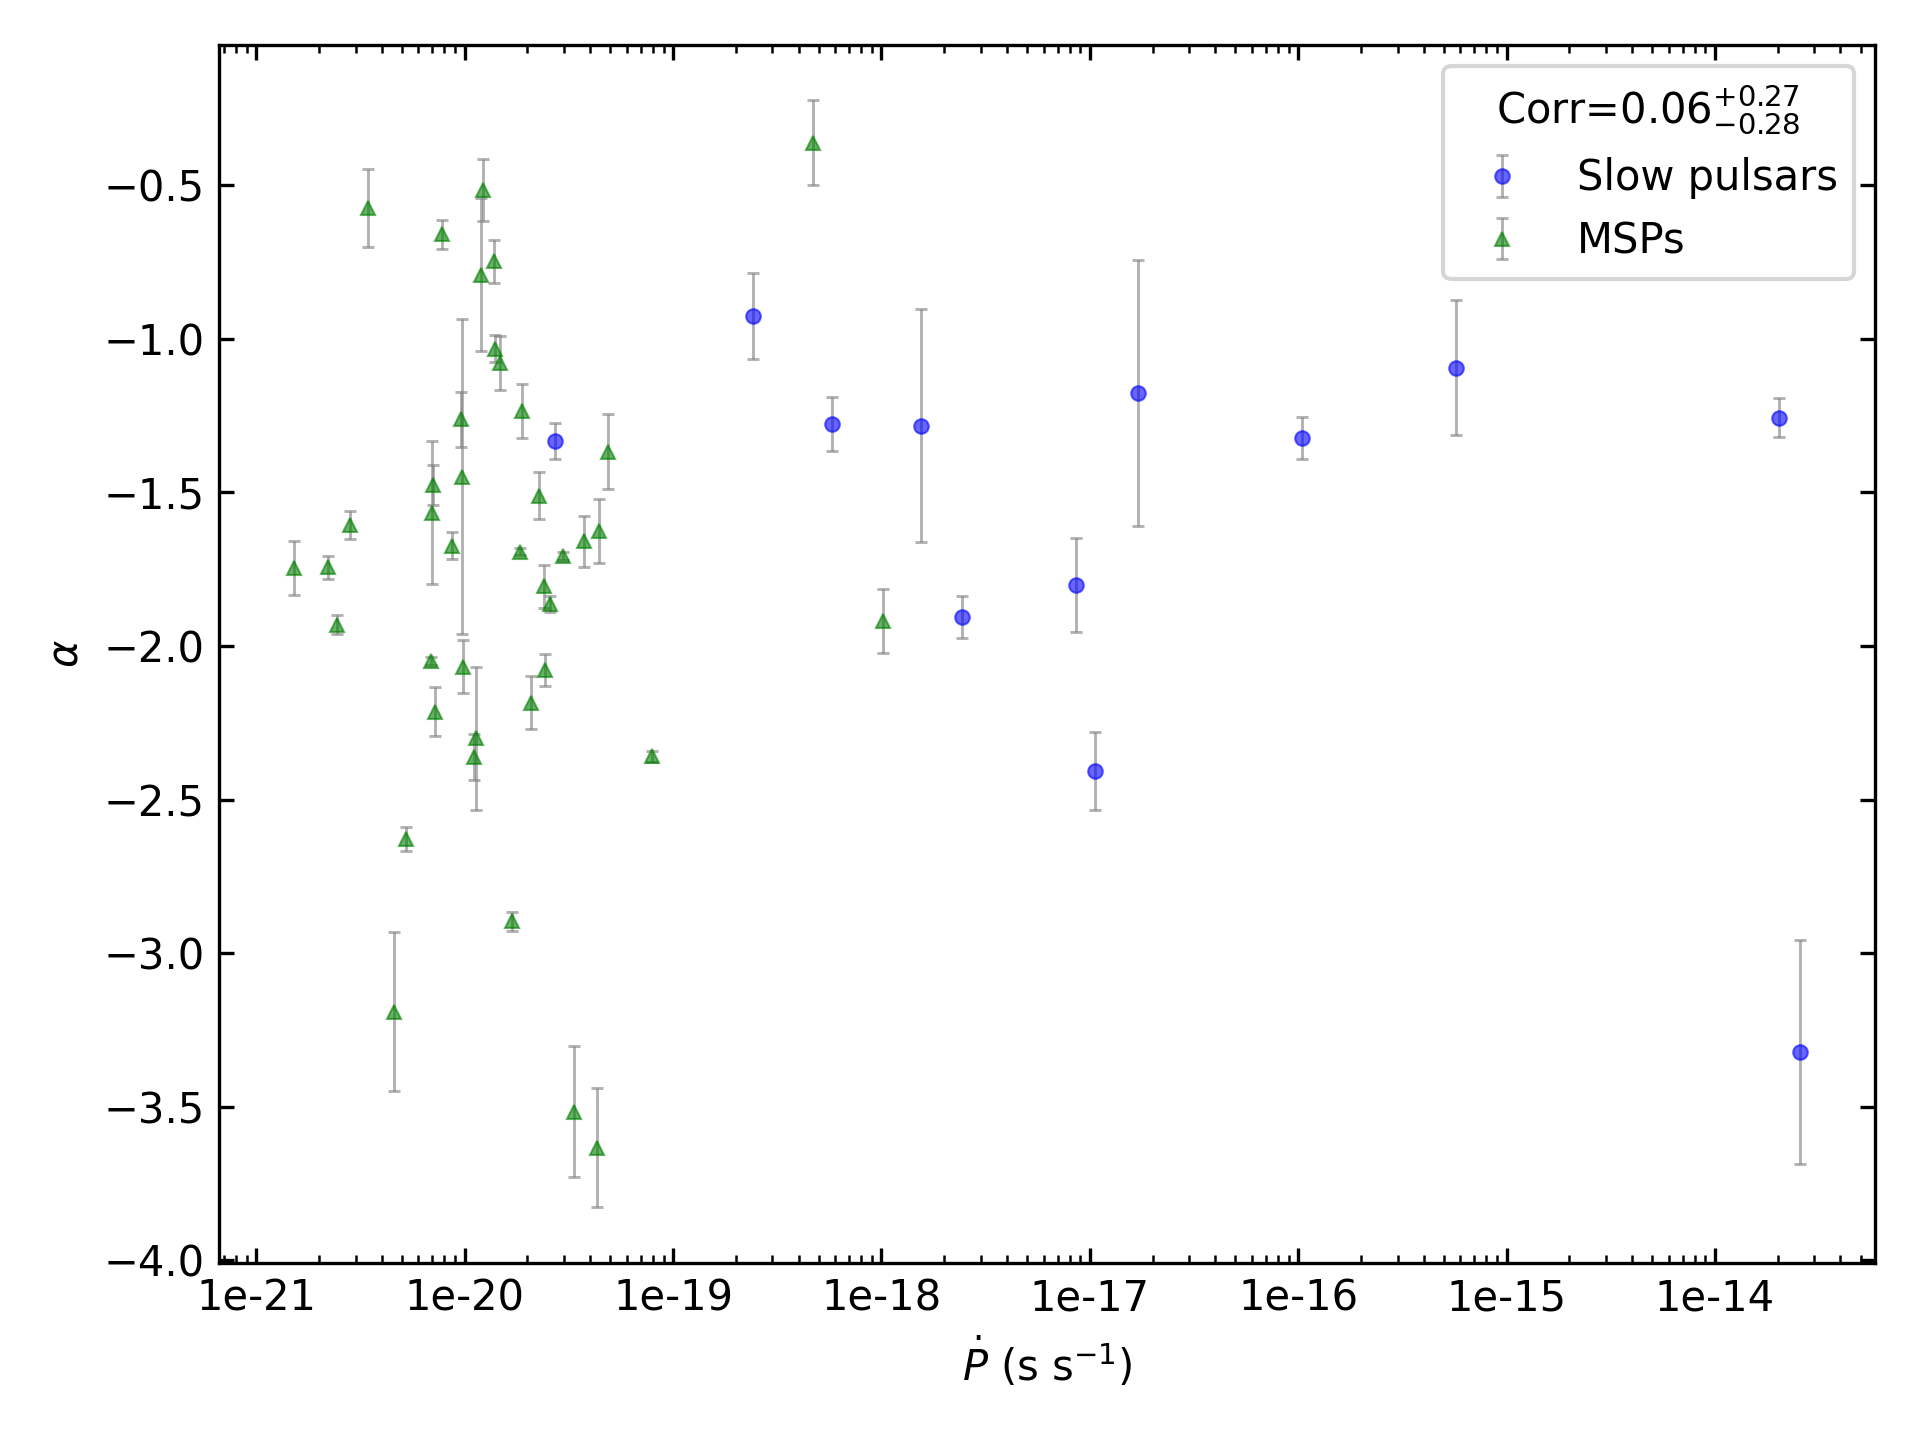 Corr=0.06+0.27−0.28
Slow pulsars
MSPs
−0.5
−1.0
−1.5
−2.0
−2.5
−3.0
−3.5
−4.0
α
1e-21 1e-20 1e-19 1e-18 1e-17 1e-16 1e-15 1e-14
Ṗ (s s−1)